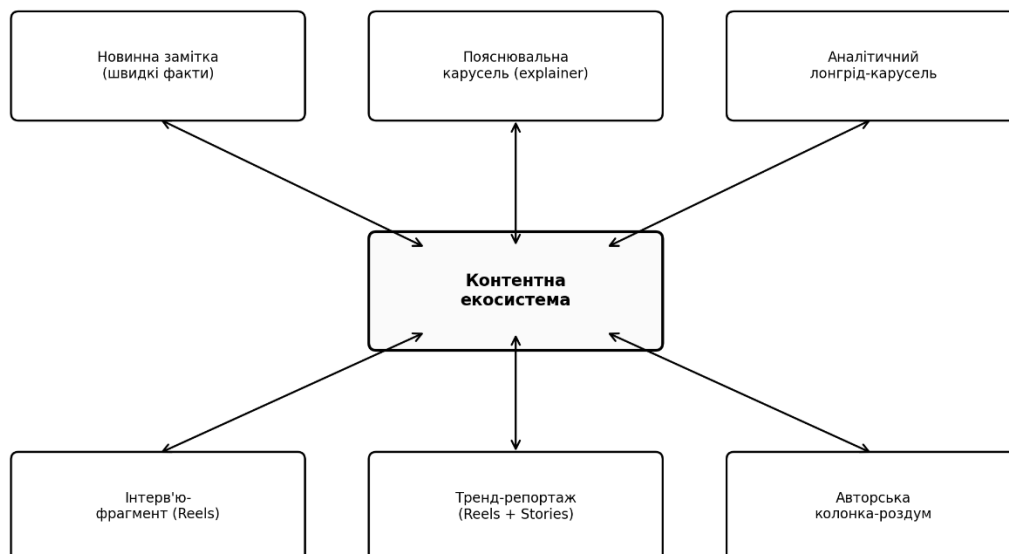 Новинна замітка
(швидкі факти)
Пояснювальна
карусель (explainer)
Аналітичний
лонгрід-карусель
Контентна
екосистема
Інтерв'ю-
фрагмент (Reels)
Тренд-репортаж
(Reels + Stories)
Авторська
колонка-роздум